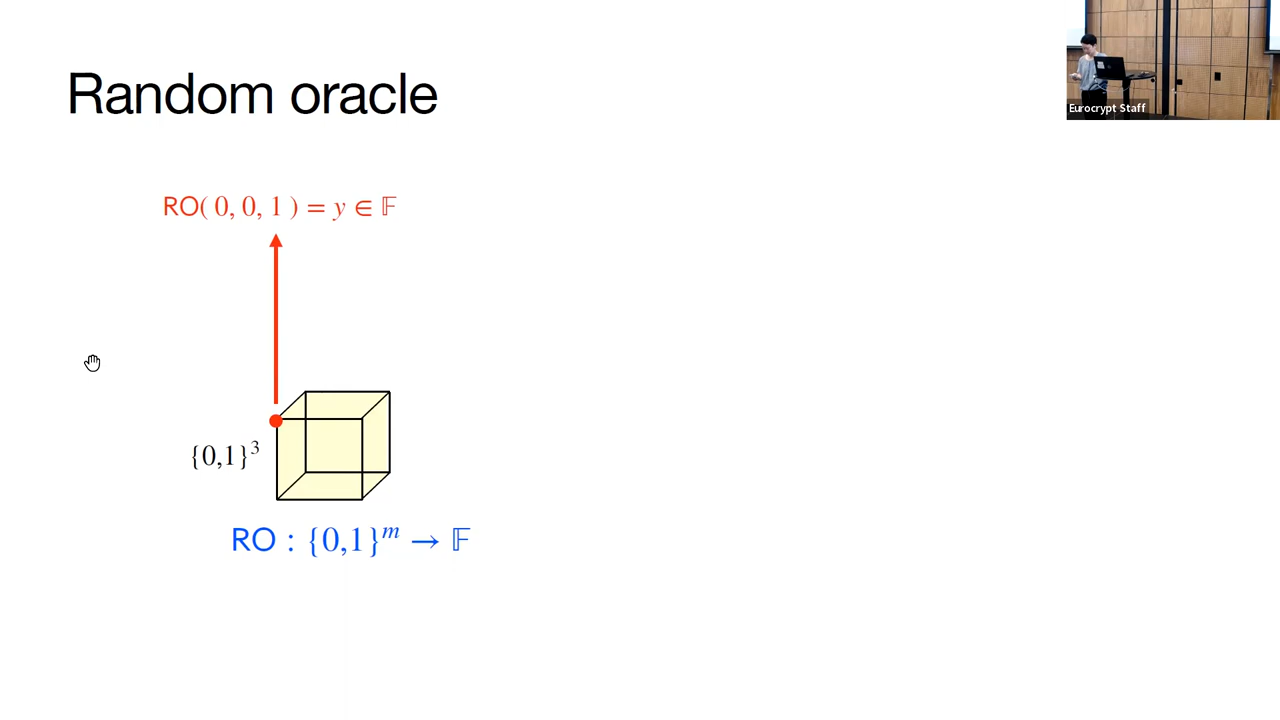 Random oracle
Eurocrypt Staff
RO( 0, 0, 1 ) = y ∈ 𝔽
{0,1}³
RO : {0,1}ᵐ → 𝔽